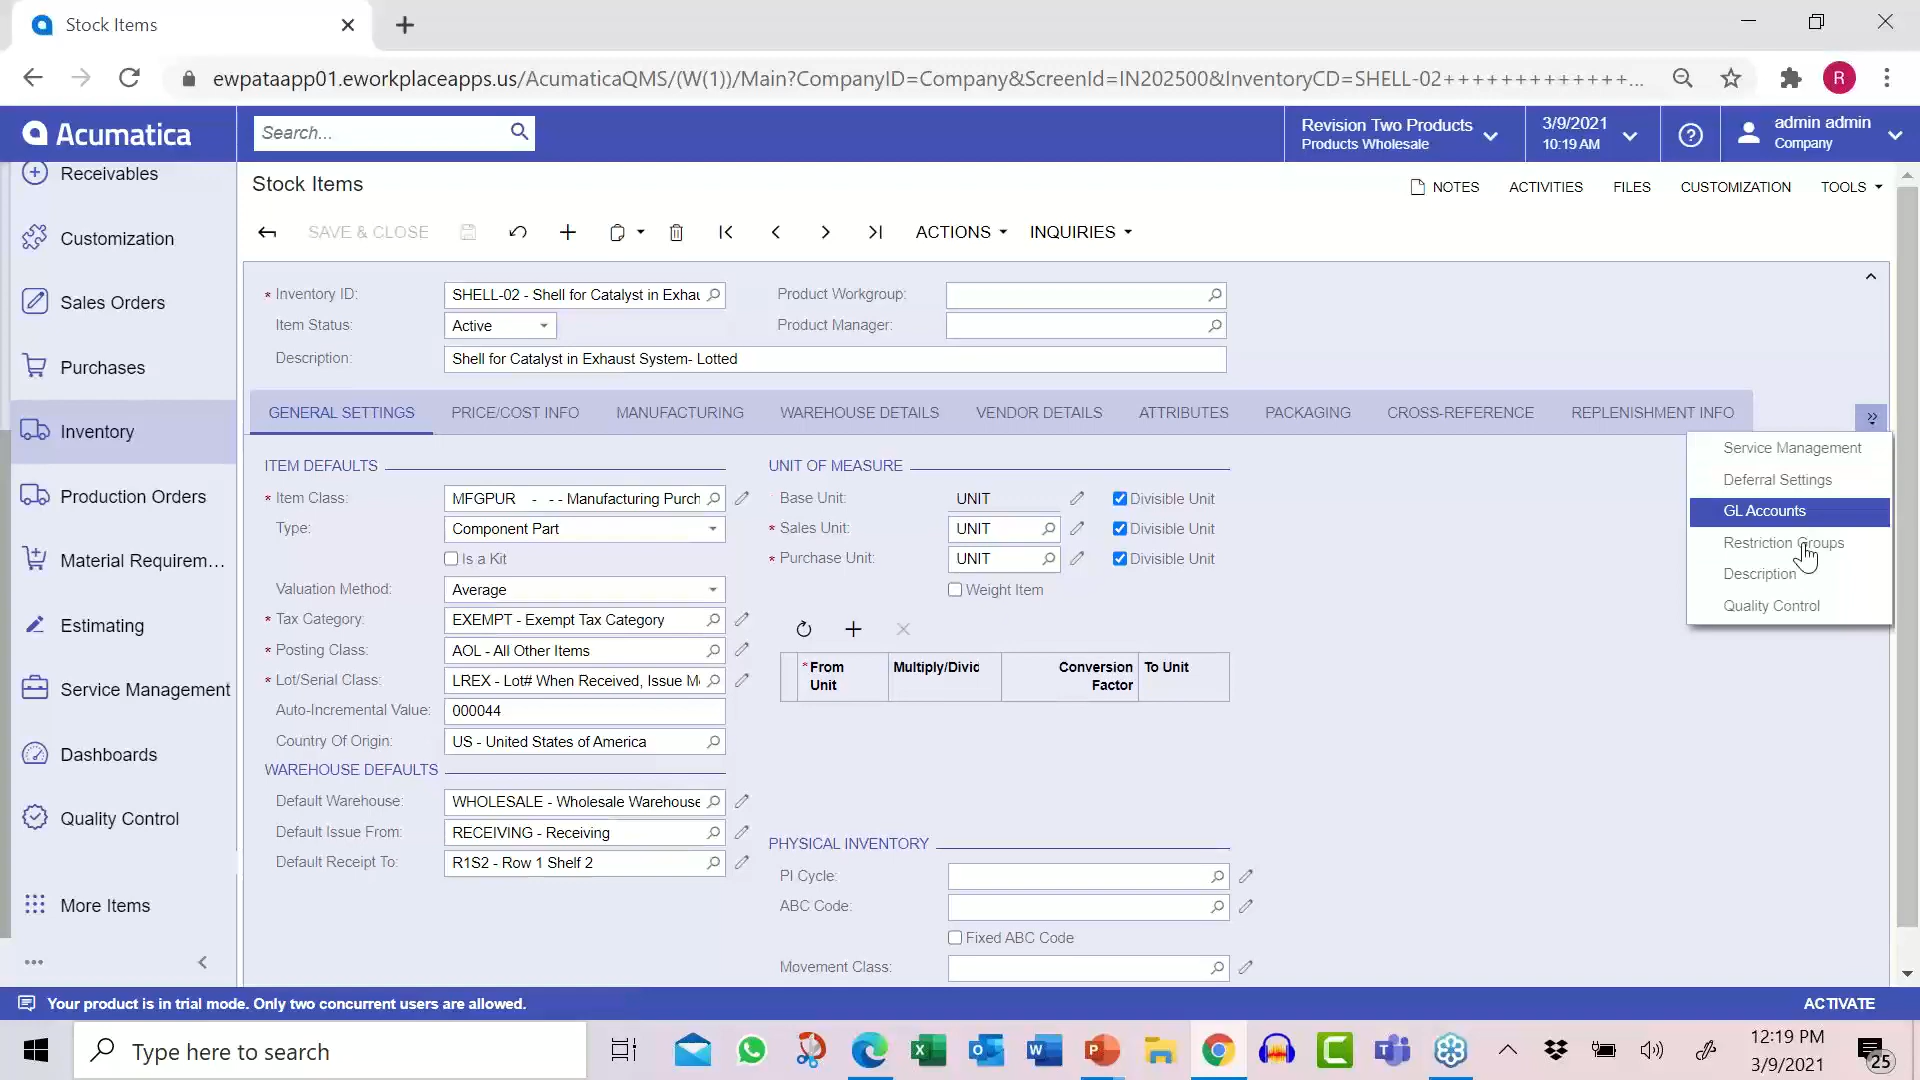 Stock Items
ewpataapp01.eworkplaceapps.us/AcumaticaQMS/(W(1))/Main?CompanyID=Company&ScreenId=IN202500&InventoryCD=SHELL-02+++++++++++++...
R
Acumatica
Search...
Revision Two Products
Products Wholesale
3/9/2021
10:19 AM
admin admin
Company
Receivables
Customization
Sales Orders
Purchases
Inventory
Production Orders
Material Requirem...
Estimating
Service Management
Dashboards
Quality Control
More Items
Stock Items
NOTES ACTIVITIES FILES CUSTOMIZATION TOOLS
SAVE & CLOSE ACTIONS INQUIRIES
* Inventory ID: SHELL-02 - Shell for Catalyst in Exhau
Product Workgroup:
Item Status: Active
Product Manager:
Description: Shell for Catalyst in Exhaust System- Lotted
GENERAL SETTINGS PRICE/COST INFO MANUFACTURING WAREHOUSE DETAILS VENDOR DETAILS ATTRIBUTES PACKAGING CROSS-REFERENCE REPLENISHMENT INFO
Service Management
Deferral Settings
GL Accounts
Restriction Groups
Description
Quality Control
ITEM DEFAULTS
* Item Class: MFGPUR - - - Manufacturing Purch
Type: Component Part
Is a Kit
Valuation Method: Average
* Tax Category: EXEMPT - Exempt Tax Category
* Posting Class: AOL - All Other Items
* Lot/Serial Class: LREX - Lot# When Received, Issue M
Auto-Incremental Value: 000044
Country Of Origin: US - United States of America
WAREHOUSE DEFAULTS
Default Warehouse: WHOLESALE - Wholesale Warehouse
Default Issue From: RECEIVING - Receiving
Default Receipt To: R1S2 - Row 1 Shelf 2
UNIT OF MEASURE
* Base Unit: UNIT Divisible Unit
* Sales Unit: UNIT Divisible Unit
* Purchase Unit: UNIT Divisible Unit
Weight Item
* From Unit Multiply/Divid Conversion Factor To Unit
PHYSICAL INVENTORY
PI Cycle:
ABC Code:
Fixed ABC Code
Movement Class:
Your product is in trial mode. Only two concurrent users are allowed.
ACTIVATE
Type here to search
12:19 PM
3/9/2021
25